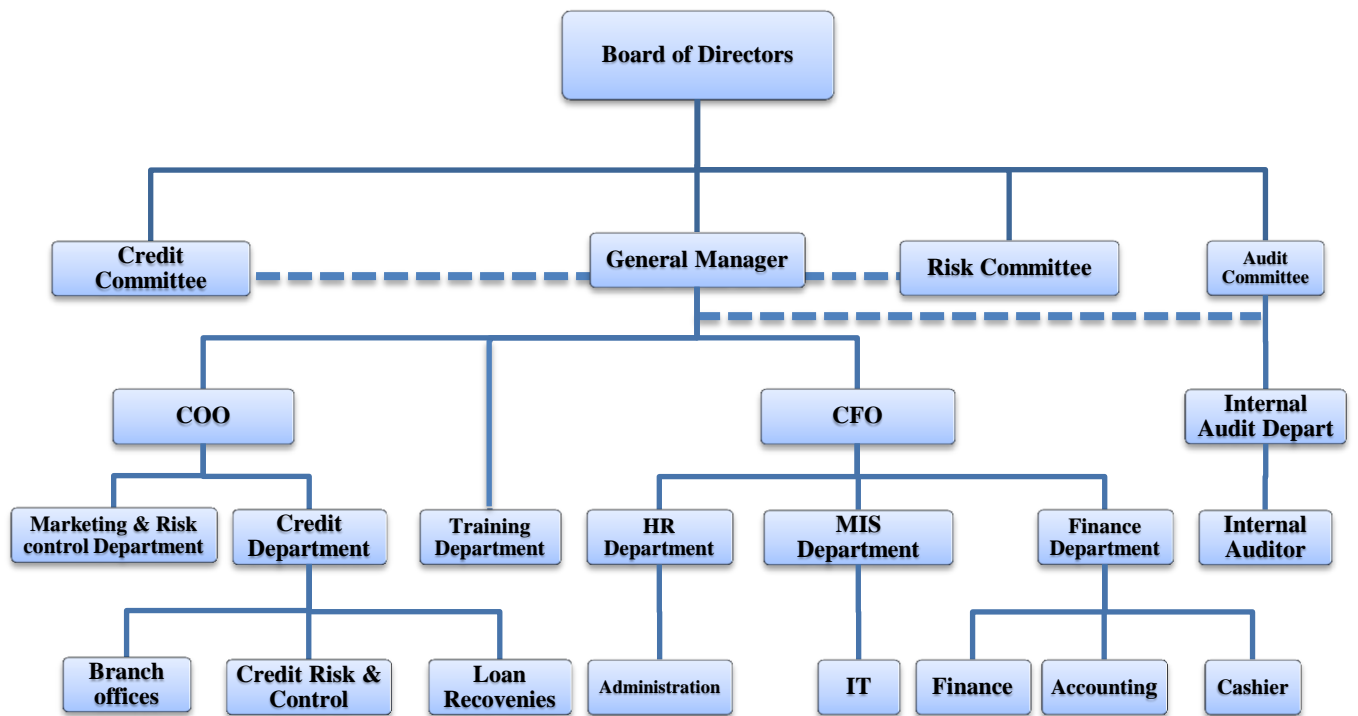 Board of Directors
Credit
Committee
General Manager
Risk Committee
Audit
Committee
COO
CFO
Internal
Audit Depart
Marketing & Risk
control Department
Credit
Department
Training
Department
HR
Department
MIS
Department
Finance
Department
Internal
Auditor
Branch
offices
Credit Risk &
Control
Loan
Recovenies
Administration
IT
Finance
Accounting
Cashier